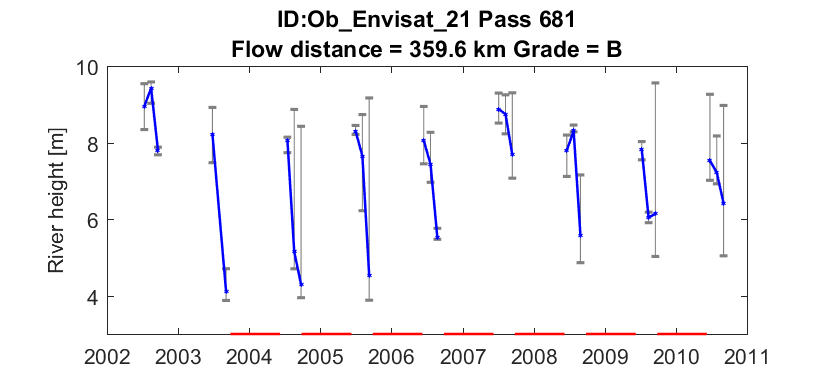 ID:Ob_Envisat_21 Pass 681
Flow distance = 359.6 km Grade = B
River height [m]
10
8
6
4
2002 2003 2004 2005 2006 2007 2008 2009 2010 2011